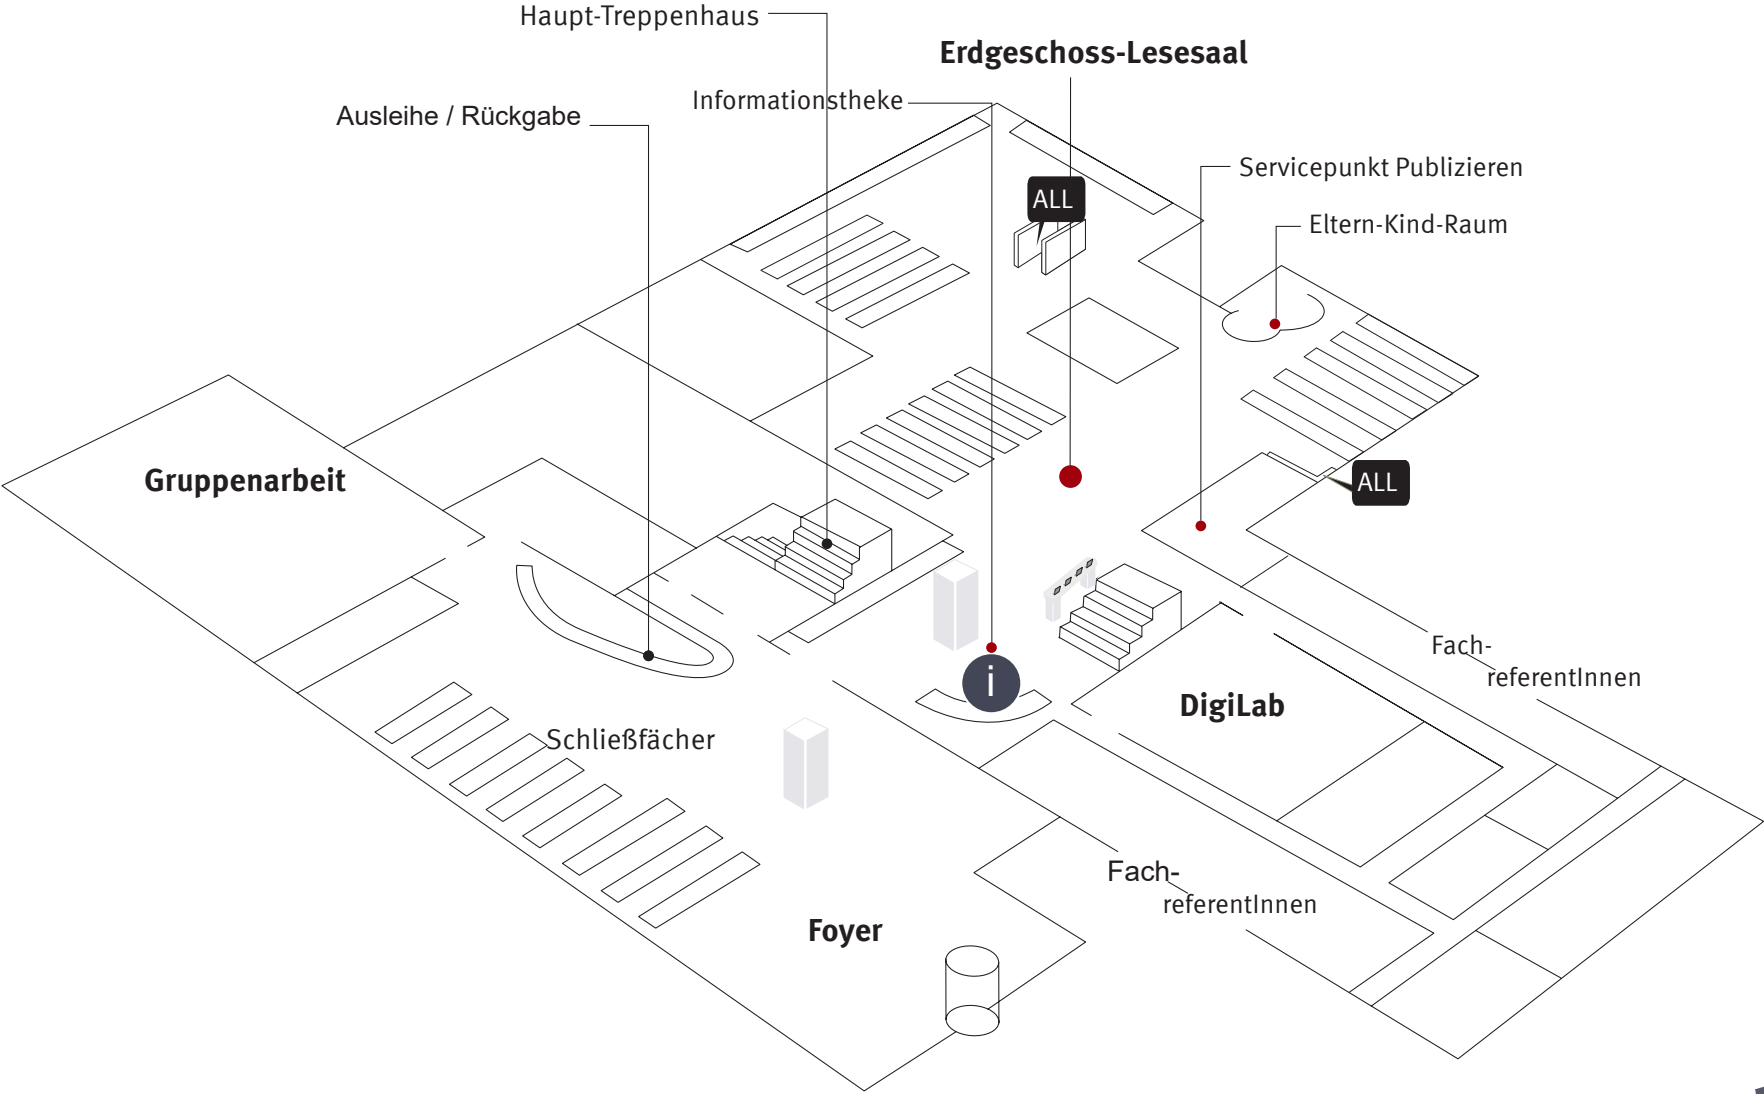 Haupt-Treppenhaus
Erdgeschoss-Lesesaal
Informationstheke
Ausleihe / Rückgabe
Servicepunkt Publizieren
ALL
Eltern-Kind-Raum
Gruppenarbeit
ALL
Fach-
referentInnen
DigiLab
i
Schließfächer
Fach-
referentInnen
Foyer